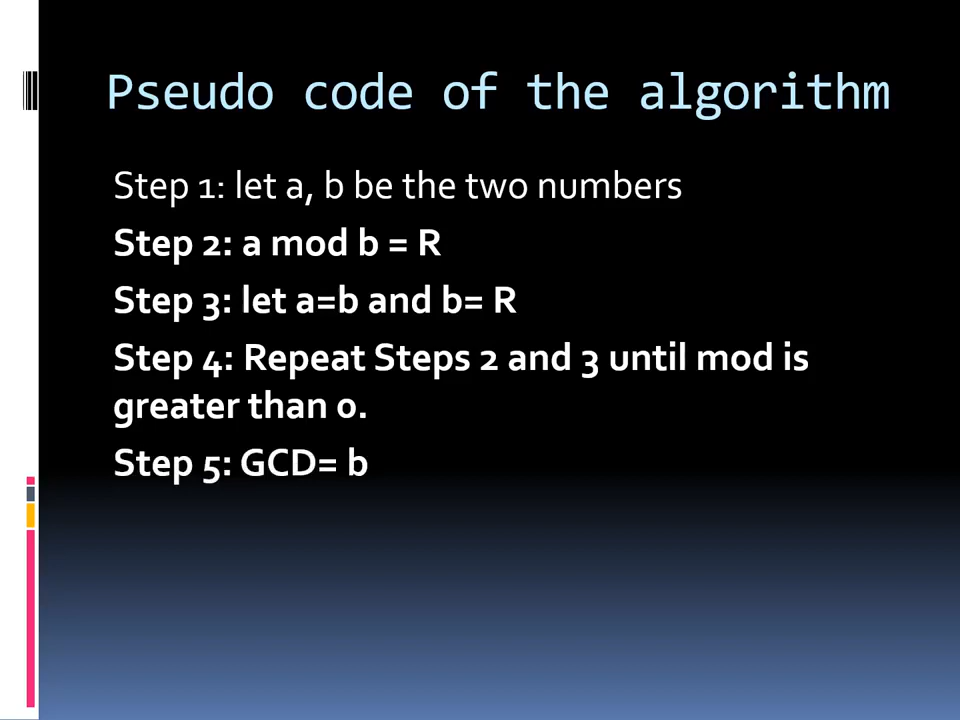 Pseudo code of the algorithm
Step 1: let a, b be the two numbers
Step 2: a mod b = R
Step 3: let a=b and b= R
Step 4: Repeat Steps 2 and 3 until mod is
greater than 0.
Step 5: GCD= b